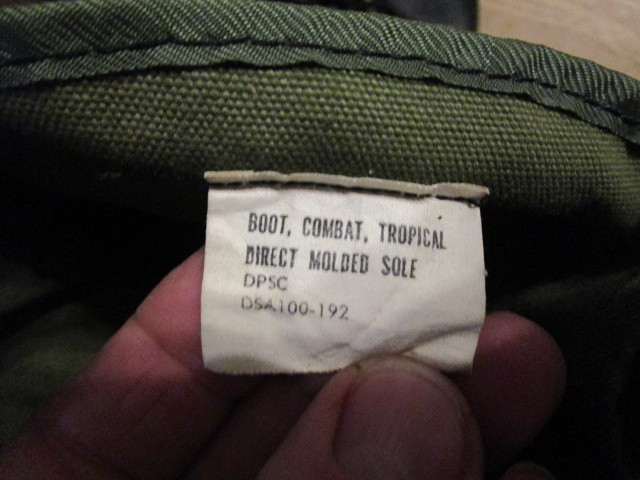 BOOT, COMBAT, TROPICAL
DIRECT MOLDED SOLE
DPSC
DSA100-192